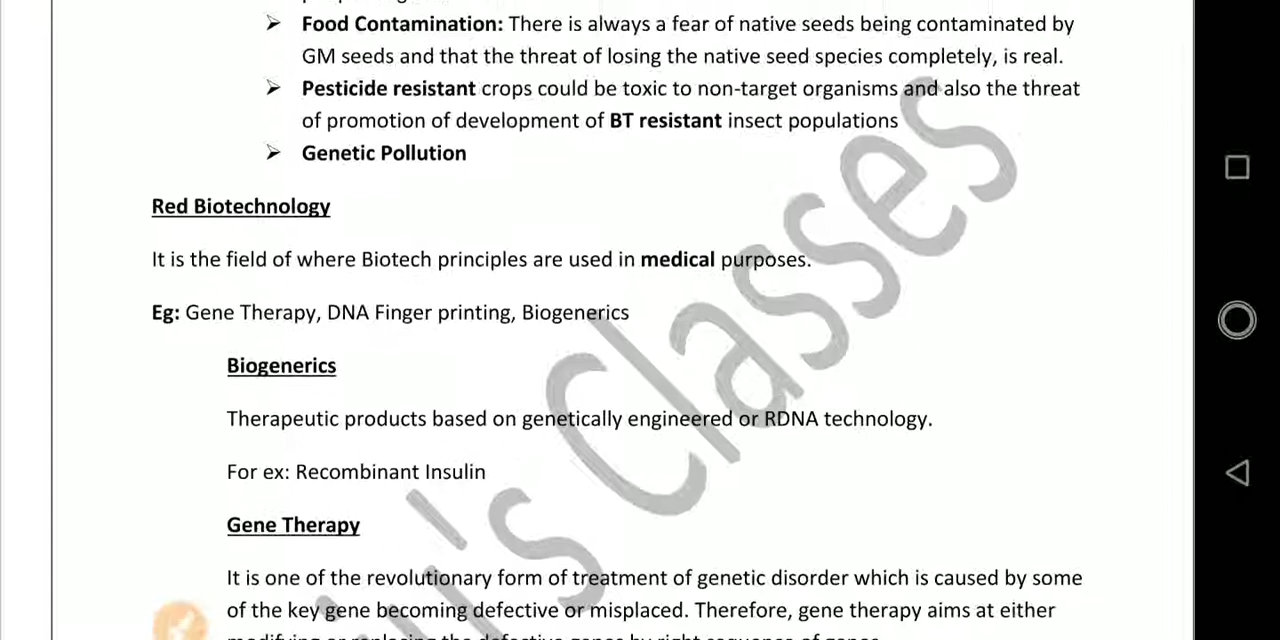 ➢ Food Contamination: There is always a fear of native seeds being contaminated by
GM seeds and that the threat of losing the native seed species completely, is real.
➢ Pesticide resistant crops could be toxic to non-target organisms and also the threat
of promotion of development of BT resistant insect populations
➢ Genetic Pollution
Red Biotechnology
It is the field of where Biotech principles are used in medical purposes.
Eg: Gene Therapy, DNA Finger printing, Biogenerics
Biogenerics
Therapeutic products based on genetically engineered or RDNA technology.
For ex: Recombinant Insulin
Gene Therapy
It is one of the revolutionary form of treatment of genetic disorder which is caused by some
of the key gene becoming defective or misplaced. Therefore, gene therapy aims at either
's Classes